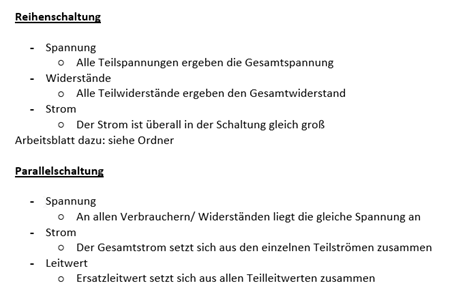 Reihenschaltung
- Spannung
o Alle Teilspannungen ergeben die Gesamtspannung
- Widerstände
o Alle Teilwiderstände ergeben den Gesamtwiderstand
- Strom
o Der Strom ist überall in der Schaltung gleich groß
Arbeitsblatt dazu: siehe Ordner
Parallelschaltung
- Spannung
o An allen Verbrauchern/ Widerständen liegt die gleiche Spannung an
- Strom
o Der Gesamtstrom setzt sich aus den einzelnen Teilströmen zusammen
- Leitwert
o Ersatzleitwert setzt sich aus allen Teilleitwerten zusammen